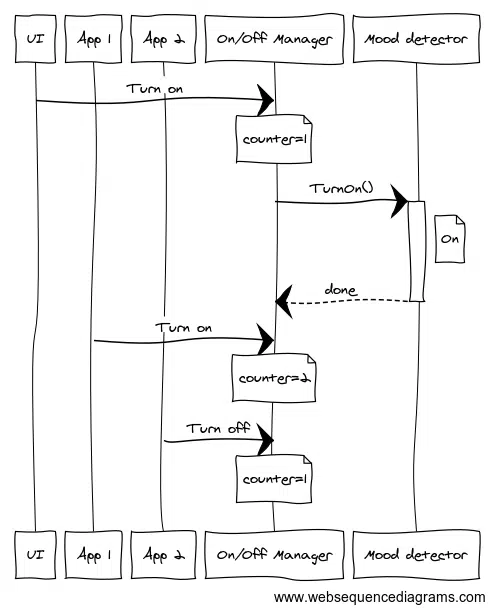 UI
App 1
App 2
On/Off Manager
Mood detector
Turn on
counter=1
TurnOn()
On
done
Turn on
counter=2
Turn off
counter=1
UI
App 1
App 2
On/Off Manager
Mood detector
www.websequencediagrams.com